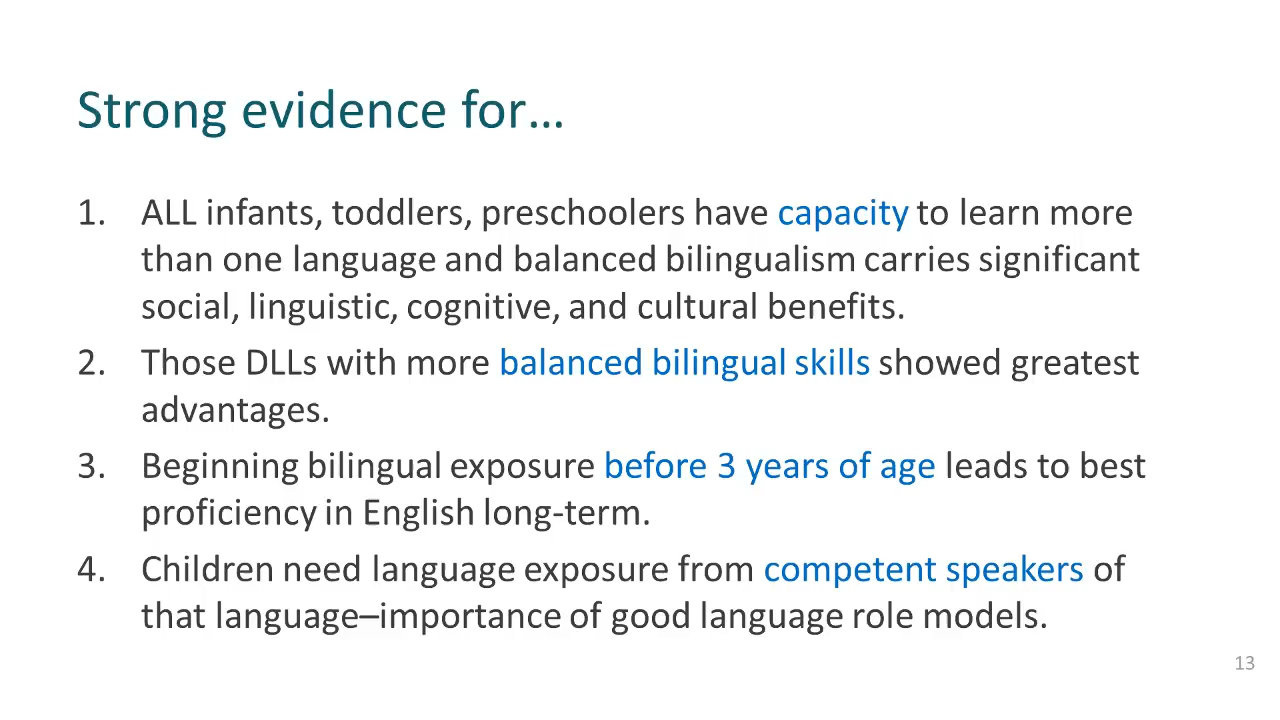 Strong evidence for…
1. ALL infants, toddlers, preschoolers have capacity to learn more
than one language and balanced bilingualism carries significant
social, linguistic, cognitive, and cultural benefits.
2. Those DLLs with more balanced bilingual skills showed greatest
advantages.
3. Beginning bilingual exposure before 3 years of age leads to best
proficiency in English long-term.
4. Children need language exposure from competent speakers of
that language–importance of good language role models.
13